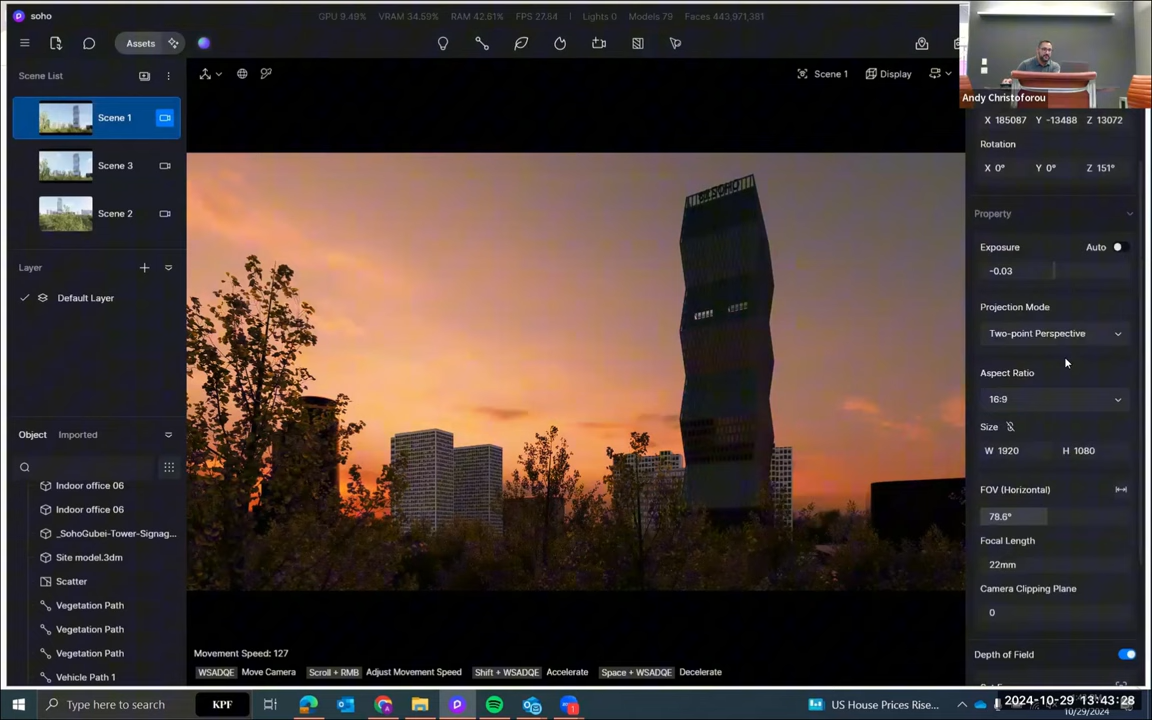 soho
GPU 9.49% VRAM 34.59% RAM 42.61% FPS 27.84 Lights 0 Models 79 Faces 443,971,381
Assets
Scene List
Scene 1
Display
Andy Christoforou
Scene 1
X 185087 Y -13488 Z 13072
Rotation
Scene 3
X 0° Y 0° Z 151°
Scene 2
Property
Exposure Auto
-0.03
Layer
Default Layer
Projection Mode
Two-point Perspective
Aspect Ratio
16:9
Size
W 1920 H 1080
Object Imported
Indoor office 06
Indoor office 06
_SohoGubei-Tower-Signag...
Site model.3dm
Scatter
Vegetation Path
Vegetation Path
Vegetation Path
Vehicle Path 1
FOV (Horizontal)
78.6°
Focal Length
22mm
Camera Clipping Plane
0
Depth of Field
Movement Speed: 127
WSADQE Move Camera Scroll + RMB Adjust Movement Speed Shift + WSADQE Accelerate Space + WSADQE Decelerate
Type here to search
KPF
US House Prices Rise...
2024-10-29 13:43:28
10/29/2024